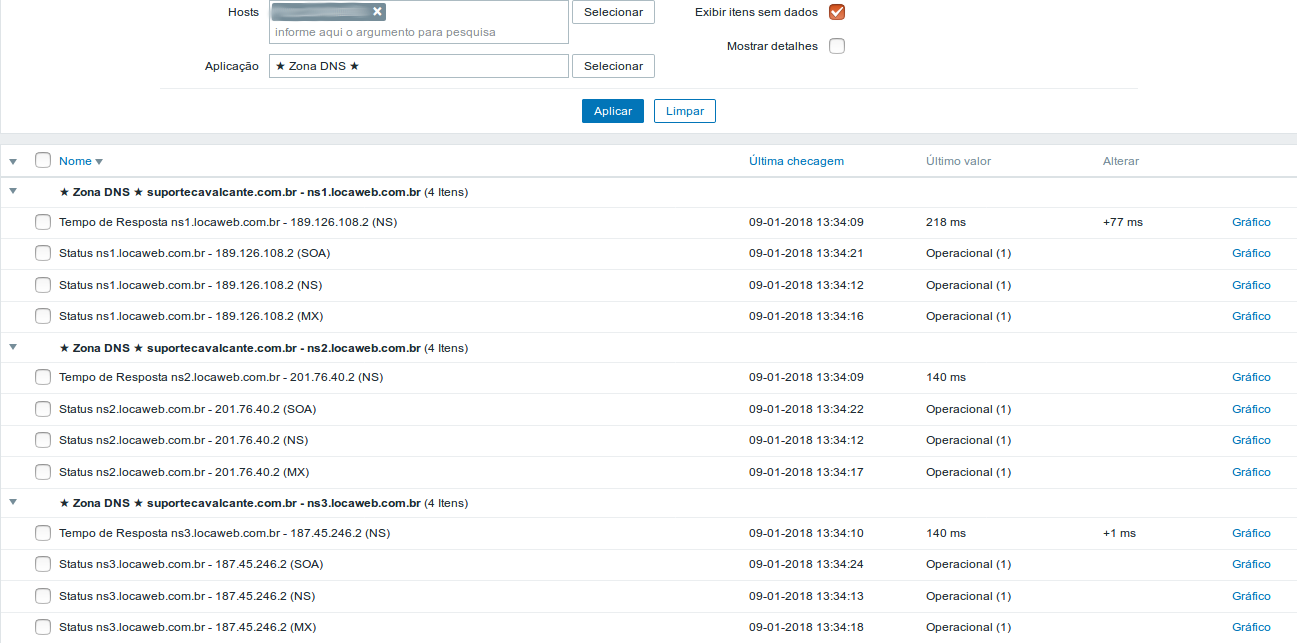 Hosts Selecionar Exibir itens sem dados
informe aqui o argumento para pesquisa
Mostrar detalhes
Aplicação ★ Zona DNS ★ Selecionar
Aplicar Limpar
Nome Última checagem Último valor Alterar
★ Zona DNS ★ suportecavalcante.com.br - ns1.locaweb.com.br (4 Itens)
Tempo de Resposta ns1.locaweb.com.br - 189.126.108.2 (NS) 09-01-2018 13:34:09 218 ms +77 ms Gráfico
Status ns1.locaweb.com.br - 189.126.108.2 (SOA) 09-01-2018 13:34:21 Operacional (1) Gráfico
Status ns1.locaweb.com.br - 189.126.108.2 (NS) 09-01-2018 13:34:12 Operacional (1) Gráfico
Status ns1.locaweb.com.br - 189.126.108.2 (MX) 09-01-2018 13:34:16 Operacional (1) Gráfico
★ Zona DNS ★ suportecavalcante.com.br - ns2.locaweb.com.br (4 Itens)
Tempo de Resposta ns2.locaweb.com.br - 201.76.40.2 (NS) 09-01-2018 13:34:09 140 ms Gráfico
Status ns2.locaweb.com.br - 201.76.40.2 (SOA) 09-01-2018 13:34:22 Operacional (1) Gráfico
Status ns2.locaweb.com.br - 201.76.40.2 (NS) 09-01-2018 13:34:12 Operacional (1) Gráfico
Status ns2.locaweb.com.br - 201.76.40.2 (MX) 09-01-2018 13:34:17 Operacional (1) Gráfico
★ Zona DNS ★ suportecavalcante.com.br - ns3.locaweb.com.br (4 Itens)
Tempo de Resposta ns3.locaweb.com.br - 187.45.246.2 (NS) 09-01-2018 13:34:10 140 ms +1 ms Gráfico
Status ns3.locaweb.com.br - 187.45.246.2 (SOA) 09-01-2018 13:34:24 Operacional (1) Gráfico
Status ns3.locaweb.com.br - 187.45.246.2 (NS) 09-01-2018 13:34:13 Operacional (1) Gráfico
Status ns3.locaweb.com.br - 187.45.246.2 (MX) 09-01-2018 13:34:18 Operacional (1) Gráfico